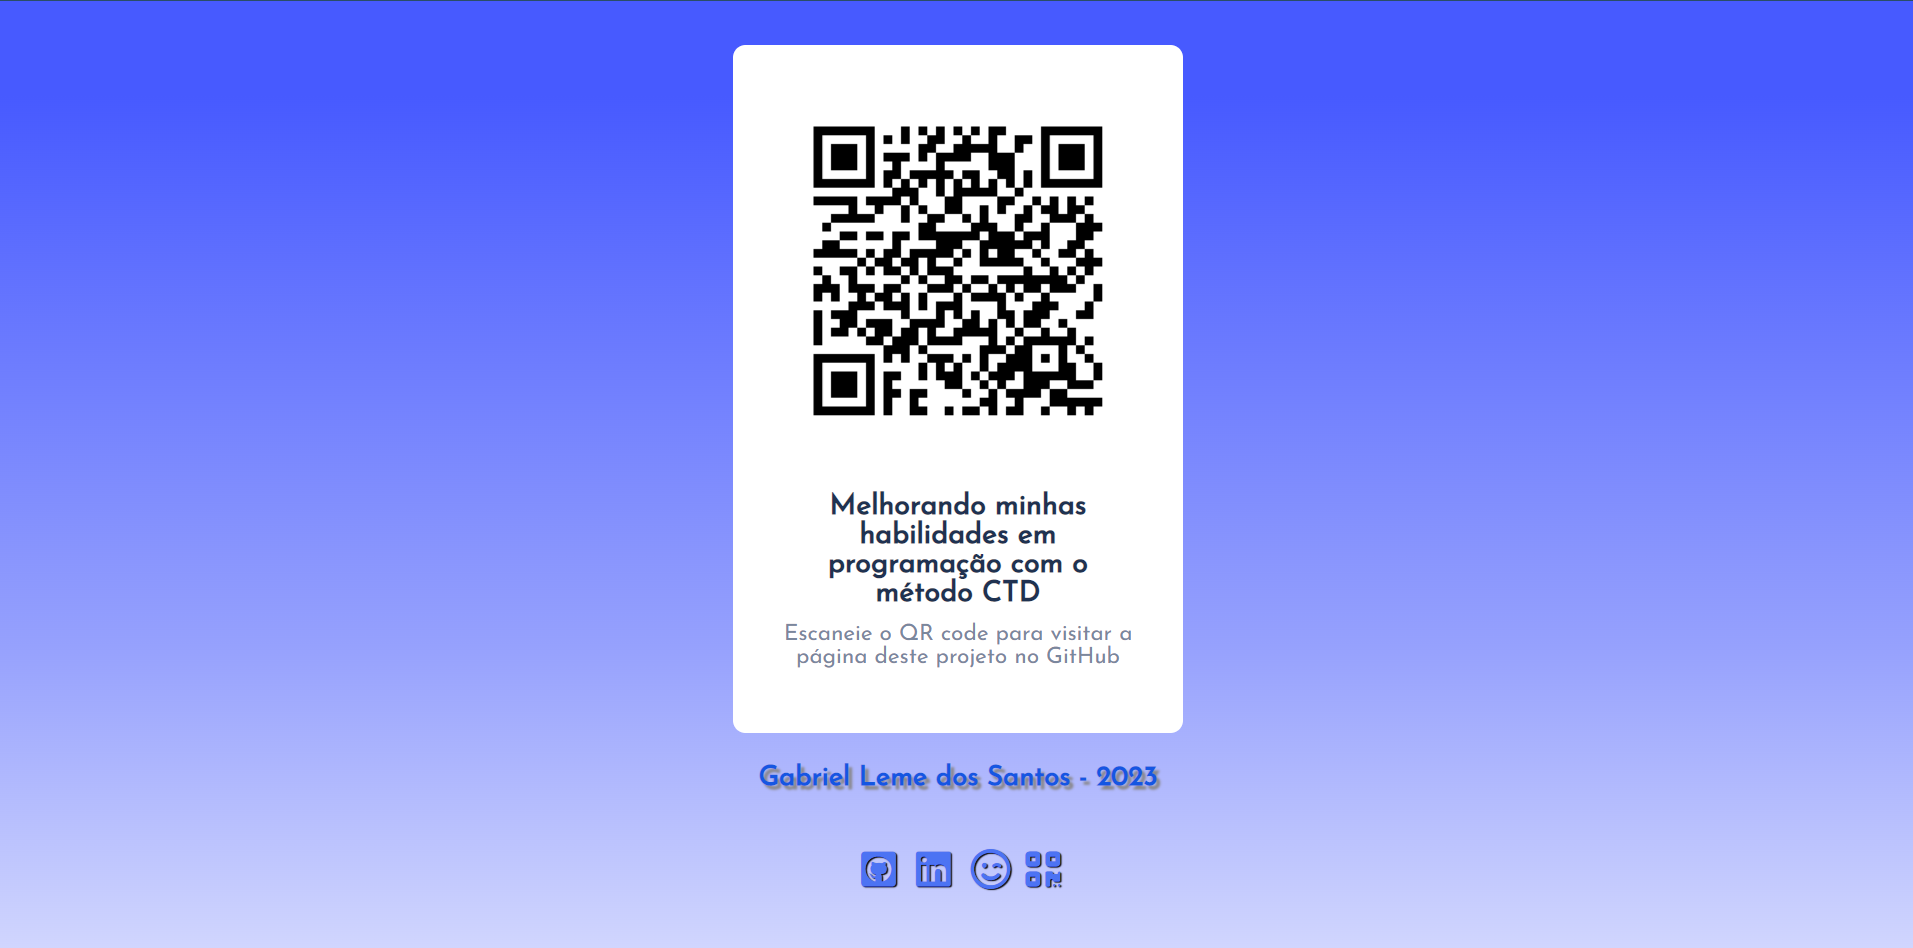 Melhorando minhas
habilidades em
programação com o
método CTD
Escaneie o QR code para visitar a
página deste projeto no GitHub
Gabriel Leme dos Santos - 2023
in